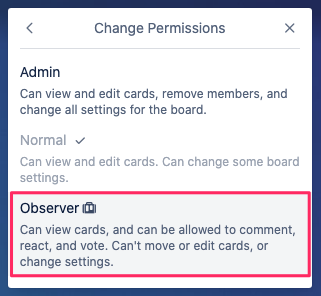 Change Permissions
Admin
Can view and edit cards, remove members, and
change all settings for the board.
Normal
Can view and edit cards. Can change some board
settings.
Observer
Can view cards, and can be allowed to comment,
react, and vote. Can't move or edit cards, or
change settings.